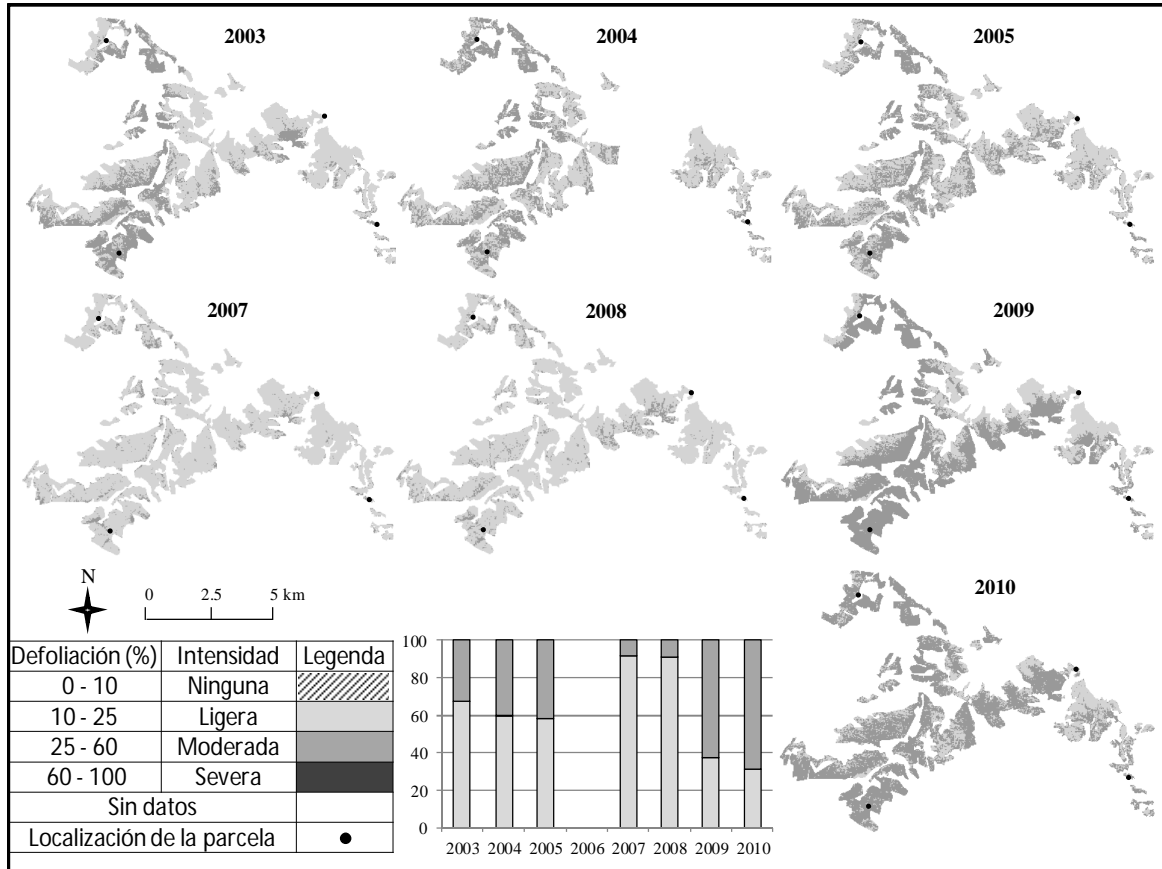 2003
2004
2005
2007
2008
2009
2010
N
0 2.5 5 km
Defoliación (%) Intensidad Legenda
0 - 10 Ninguna
10 - 25 Ligera
25 - 60 Moderada
60 - 100 Severa
Sin datos
Localización de la parcela
100
80
60
40
20
0
2003 2004 2005 2006 2007 2008 2009 2010